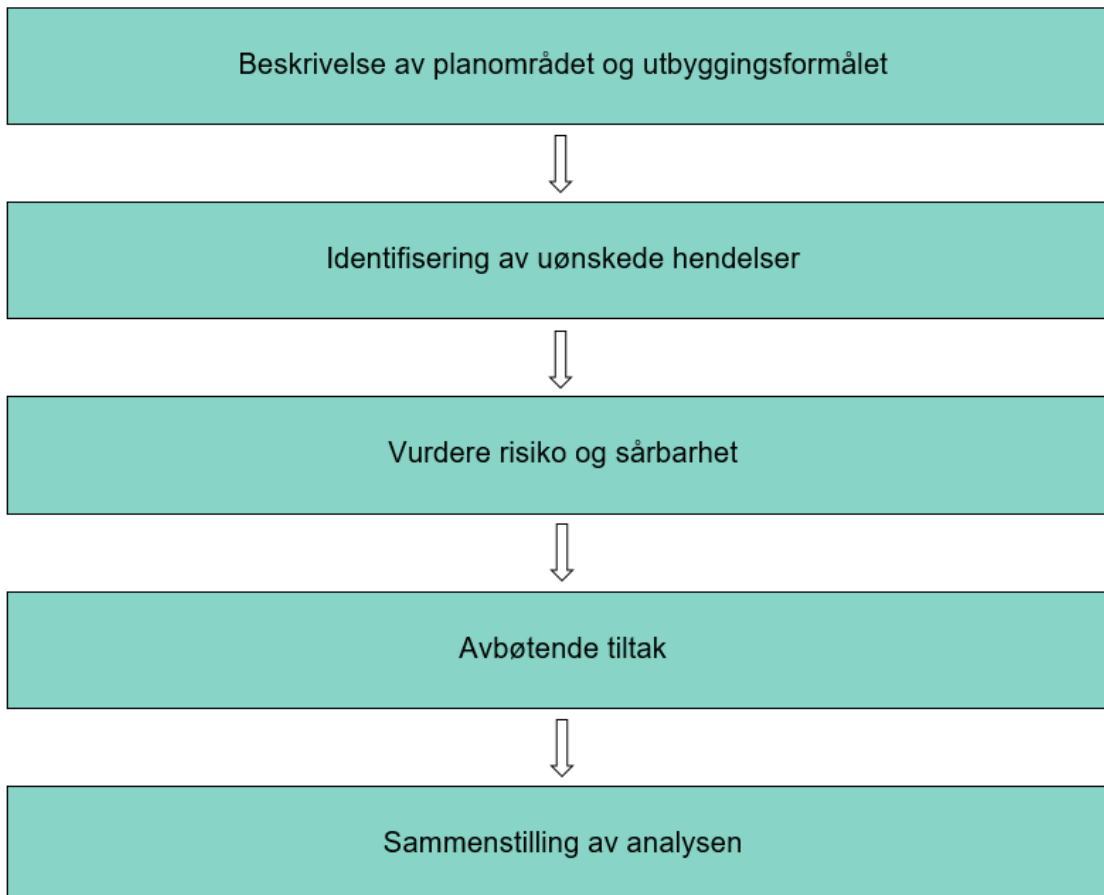 Beskrivelse av planområdet og utbyggingsformålet
Identifisering av uønskede hendelser
Vurdere risiko og sårbarhet
Avbøtende tiltak
Sammenstilling av analysen